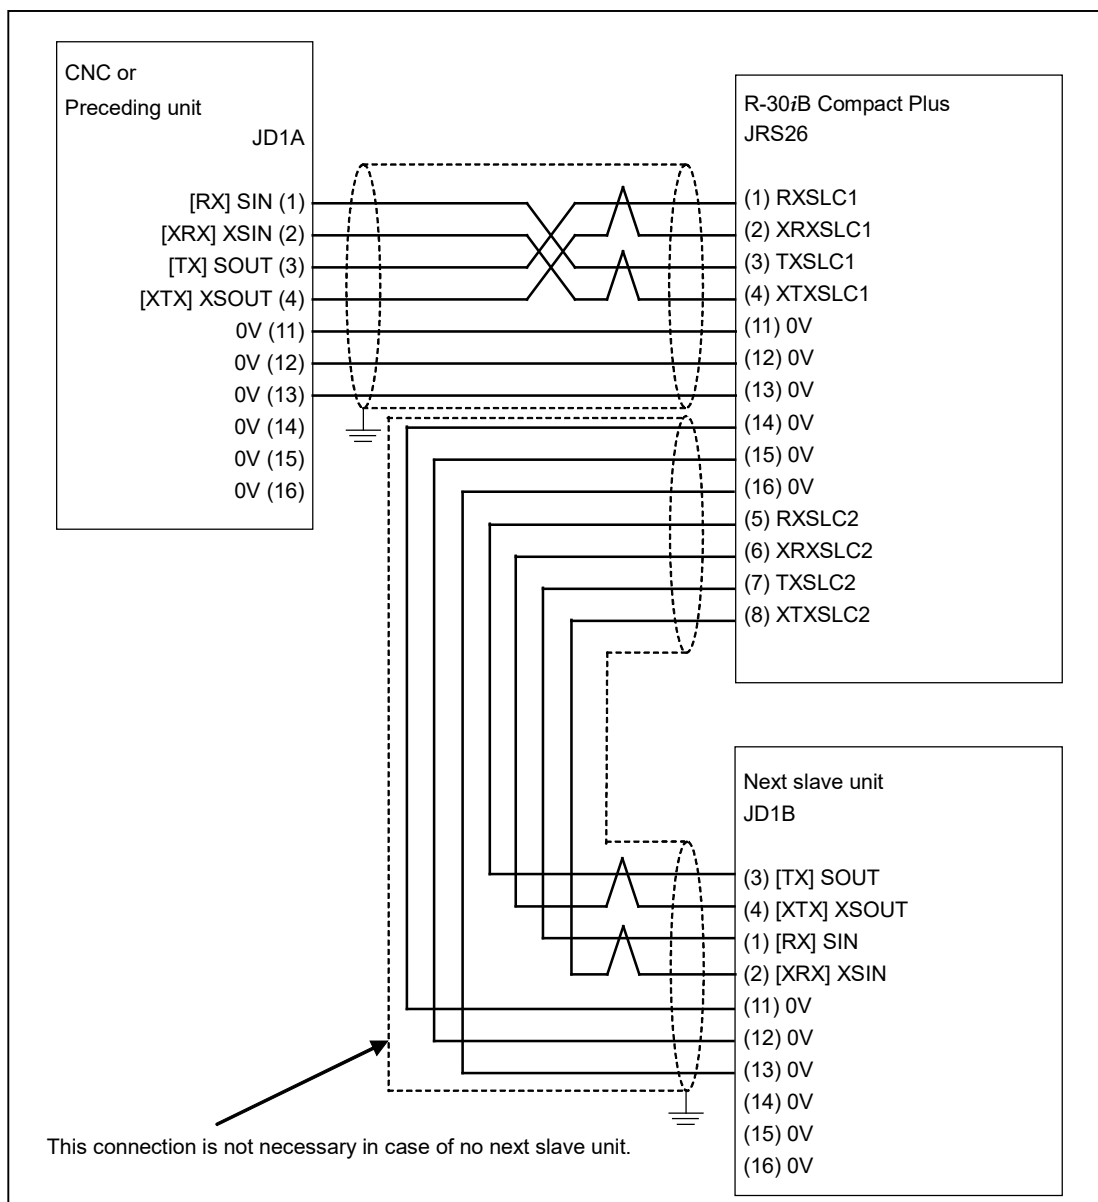 CNC or
Preceding unit
JD1A
[RX] SIN (1)
[XRX] XSIN (2)
[TX] SOUT (3)
[XTX] XSOUT (4)
0V (11)
0V (12)
0V (13)
0V (14)
0V (15)
0V (16)
R-30iB Compact Plus
JRS26
(1) RXSLC1
(2) XRXSLC1
(3) TXSLC1
(4) XTXSLC1
(11) 0V
(12) 0V
(13) 0V
(14) 0V
(15) 0V
(16) 0V
(5) RXSLC2
(6) XRXSLC2
(7) TXSLC2
(8) XTXSLC2
Next slave unit
JD1B
(3) [TX] SOUT
(4) [XTX] XSOUT
(1) [RX] SIN
(2) [XRX] XSIN
(11) 0V
(12) 0V
(13) 0V
(14) 0V
(15) 0V
(16) 0V
This connection is not necessary in case of no next slave unit.